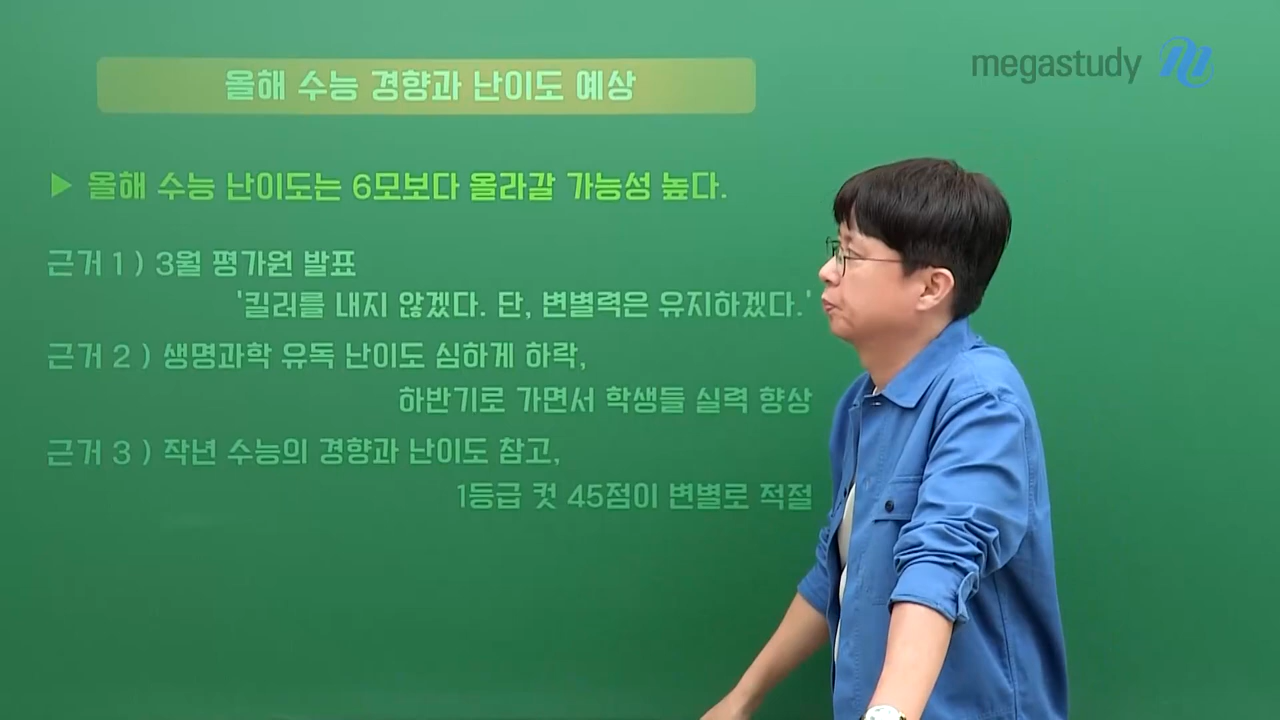 올해 수능 경향과 난이도 예상
megastudy
▶ 올해 수능 난이도는 6모보다 올라갈 가능성 높다.
근거 1 ) 3월 평가원 발표
'킬러를 내지 않겠다. 단, 변별력은 유지하겠다.'
근거 2 ) 생명과학 유독 난이도 심하게 하락,
하반기로 가면서 학생들 실력 향상
근거 3 ) 작년 수능의 경향과 난이도 참고,
1등급 컷 45점이 변별로 적절